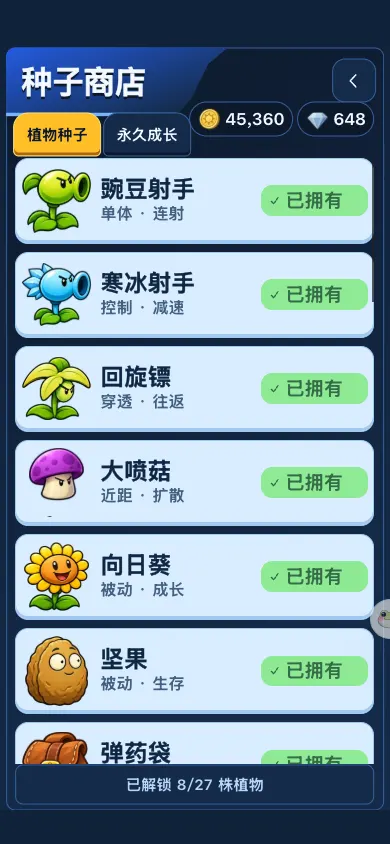 种子商店
45,360
648
植物种子
永久成长
豌豆射手
单体 · 连射
✓ 已拥有
寒冰射手
控制 · 减速
✓ 已拥有
回旋镖
穿透 · 往返
✓ 已拥有
大喷菇
近距 · 扩散
✓ 已拥有
向日葵
被动 · 成长
✓ 已拥有
坚果
被动 · 生存
✓ 已拥有
弹药袋
✓ 已拥有
已解锁 8/27 株植物